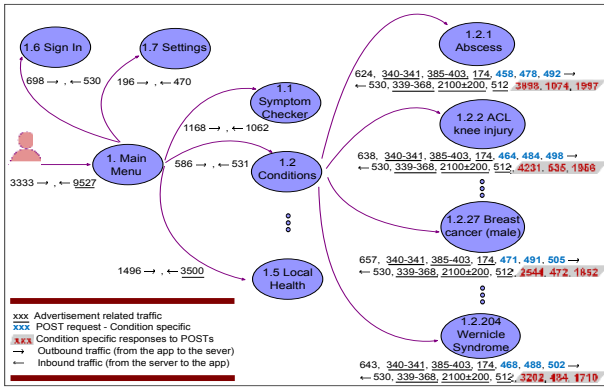 1.6 Sign In
1.7 Settings
698 → , ←530
196 → , ←470
1. Main
Menu
3333 → , ←9527
1.1
Symptom
Checker
1168 → , ←1062
586 → , ←531
1.2
Conditions
1496 → , ←3500
1.5 Local
Health
1.2.1
Abscess
624, 340-341, 385-403, 174, 458, 478, 492 →
← 530, 339-368, 2100±200, 512, 3898, 1074, 1997
1.2.2 ACL
knee injury
638, 340-341, 385-403, 174, 464, 484, 498 →
← 530, 339-368, 2100±200, 512, 4231, 535, 1956
1.2.27 Breast
cancer (male)
657, 340-341, 385-403, 174, 471, 491, 505 →
← 530, 339-368, 2100±200, 512, 2544, 472, 1852
1.2.204
Wernicle
Syndrome
643, 340-341, 385-403, 174, 468, 488, 502 →
← 530, 339-368, 2100±200, 512, 3202, 484, 1710
xxx Advertisement related traffic
xxx POST request - Condition specific
xxx Condition specific responses to POSTs
→ Outbound traffic (from the app to the sever)
← Inbound traffic (from the server to the app)